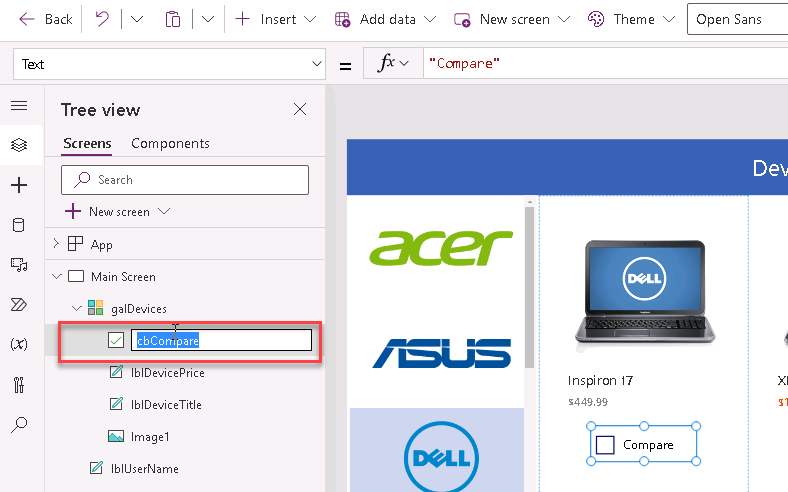 Back Insert Add data New screen Theme Open Sans
Text = fx "Compare"
Tree view
Screens Components
Search
New screen
App
Main Screen
galDevices
cbCompare
lblDevicePrice
lblDeviceTitle
Image1
lblUserName
(x)
Dev
acer
ASUS
DELL
DELL
Inspiron 17
$449.99
Compare
XI
$1